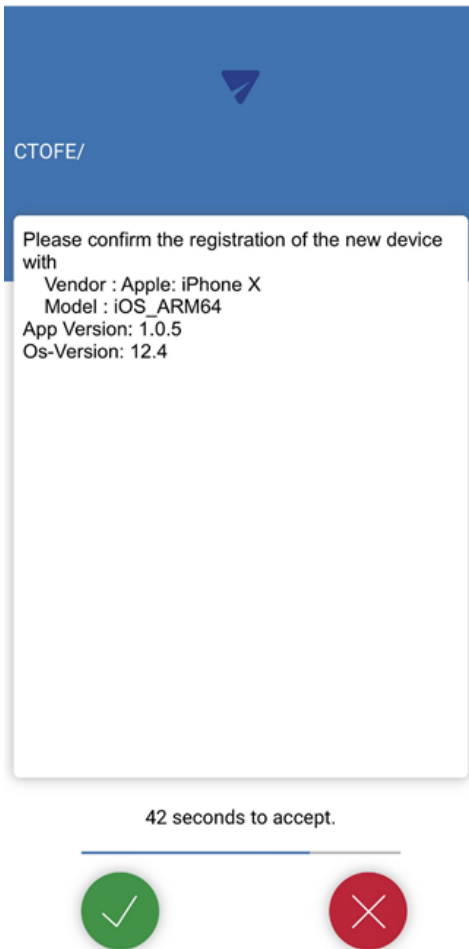 CTOFE/
Please confirm the registration of the new device
with
Vendor : Apple: iPhone X
Model : iOS_ARM64
App Version: 1.0.5
Os-Version: 12.4
42 seconds to accept.